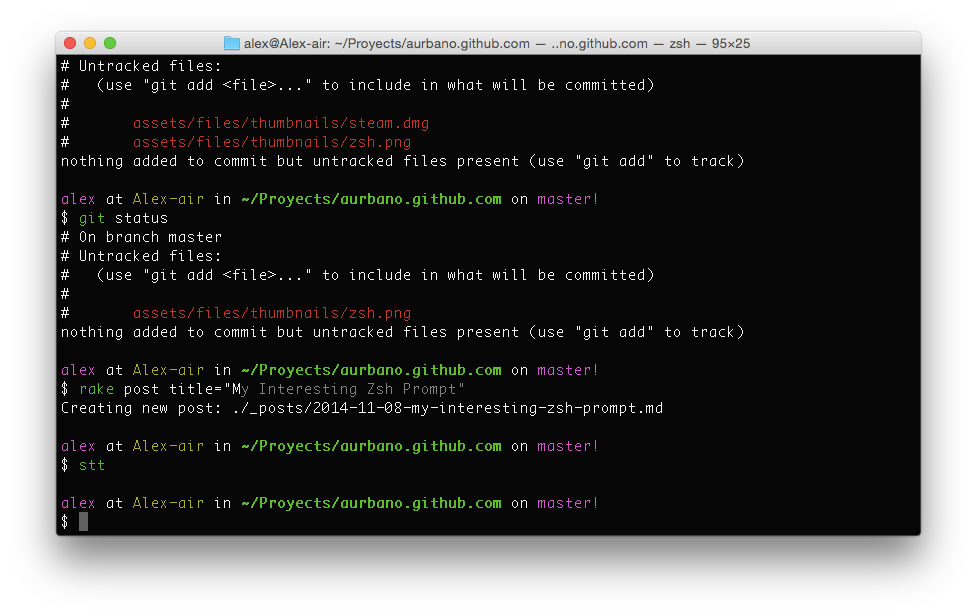 alex@Alex-air: ~/Proyects/aurbano.github.com — ..no.github.com — zsh — 95×25
# Untracked files:
#   (use "git add <file>..." to include in what will be committed)
#
#       assets/files/thumbnails/steam.dmg
#       assets/files/thumbnails/zsh.png
nothing added to commit but untracked files present (use "git add" to track)
alex at Alex-air in ~/Proyects/aurbano.github.com on master!
$ git status
# On branch master
# Untracked files:
#   (use "git add <file>..." to include in what will be committed)
#
#       assets/files/thumbnails/zsh.png
nothing added to commit but untracked files present (use "git add" to track)
alex at Alex-air in ~/Proyects/aurbano.github.com on master!
$ rake post title="My Interesting Zsh Prompt"
Creating new post: ./_posts/2014-11-08-my-interesting-zsh-prompt.md
alex at Alex-air in ~/Proyects/aurbano.github.com on master!
$ stt
alex at Alex-air in ~/Proyects/aurbano.github.com on master!
$